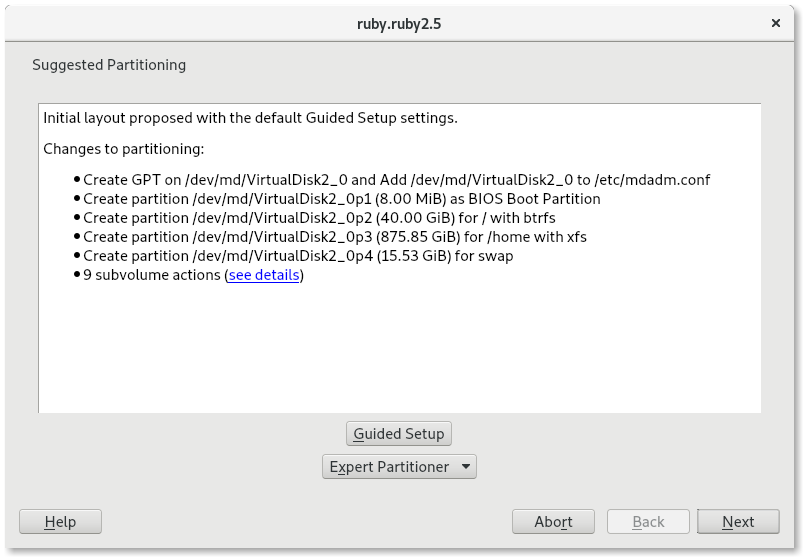 ruby.ruby2.5
Suggested Partitioning
Initial layout proposed with the default Guided Setup settings.
Changes to partitioning:
Create GPT on /dev/md/VirtualDisk2_0 and Add /dev/md/VirtualDisk2_0 to /etc/mdadm.conf
Create partition /dev/md/VirtualDisk2_0p1 (8.00 MiB) as BIOS Boot Partition
Create partition /dev/md/VirtualDisk2_0p2 (40.00 GiB) for / with btrfs
Create partition /dev/md/VirtualDisk2_0p3 (875.85 GiB) for /home with xfs
Create partition /dev/md/VirtualDisk2_0p4 (15.53 GiB) for swap
9 subvolume actions (see details)
Guided Setup
Expert Partitioner
Help Abort Back Next